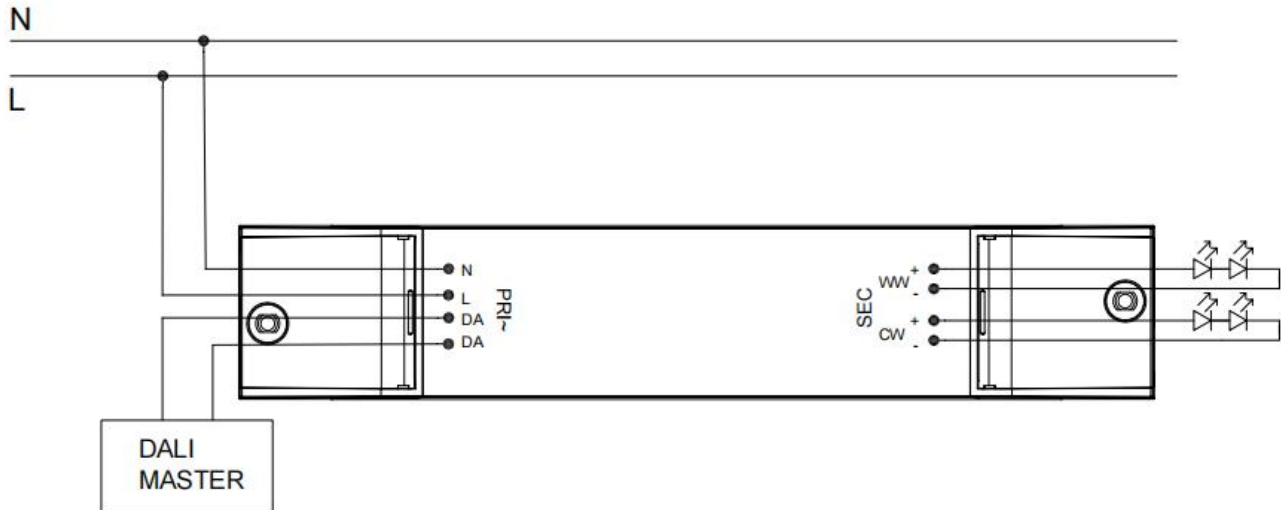 N
L
N
L
DA
DA
PRI~
SEC
WW
+
-
CW
+
-
DALI
MASTER